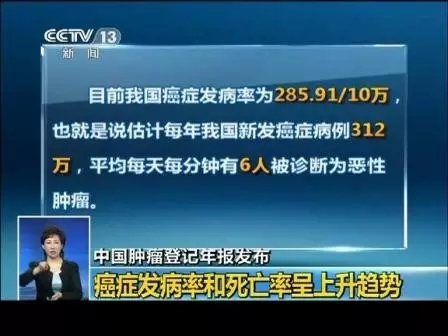 CCTV 13
新闻
目前我国癌症发病率为285.91/10万，
也就是说估计每年我国新发癌症病例312
万，平均每天每分钟有6人被诊断为恶性
肿瘤。
中国肿瘤登记年报发布
癌症发病率和死亡率呈上升趋势